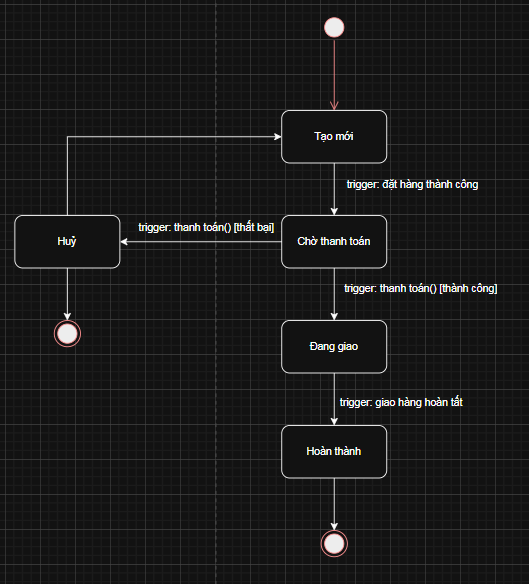 Tạo mới
trigger: đặt hàng thành công
trigger: thanh toán() [thất bại]
Huỷ
Chờ thanh toán
trigger: thanh toán() [thành công]
Đang giao
trigger: giao hàng hoàn tất
Hoàn thành